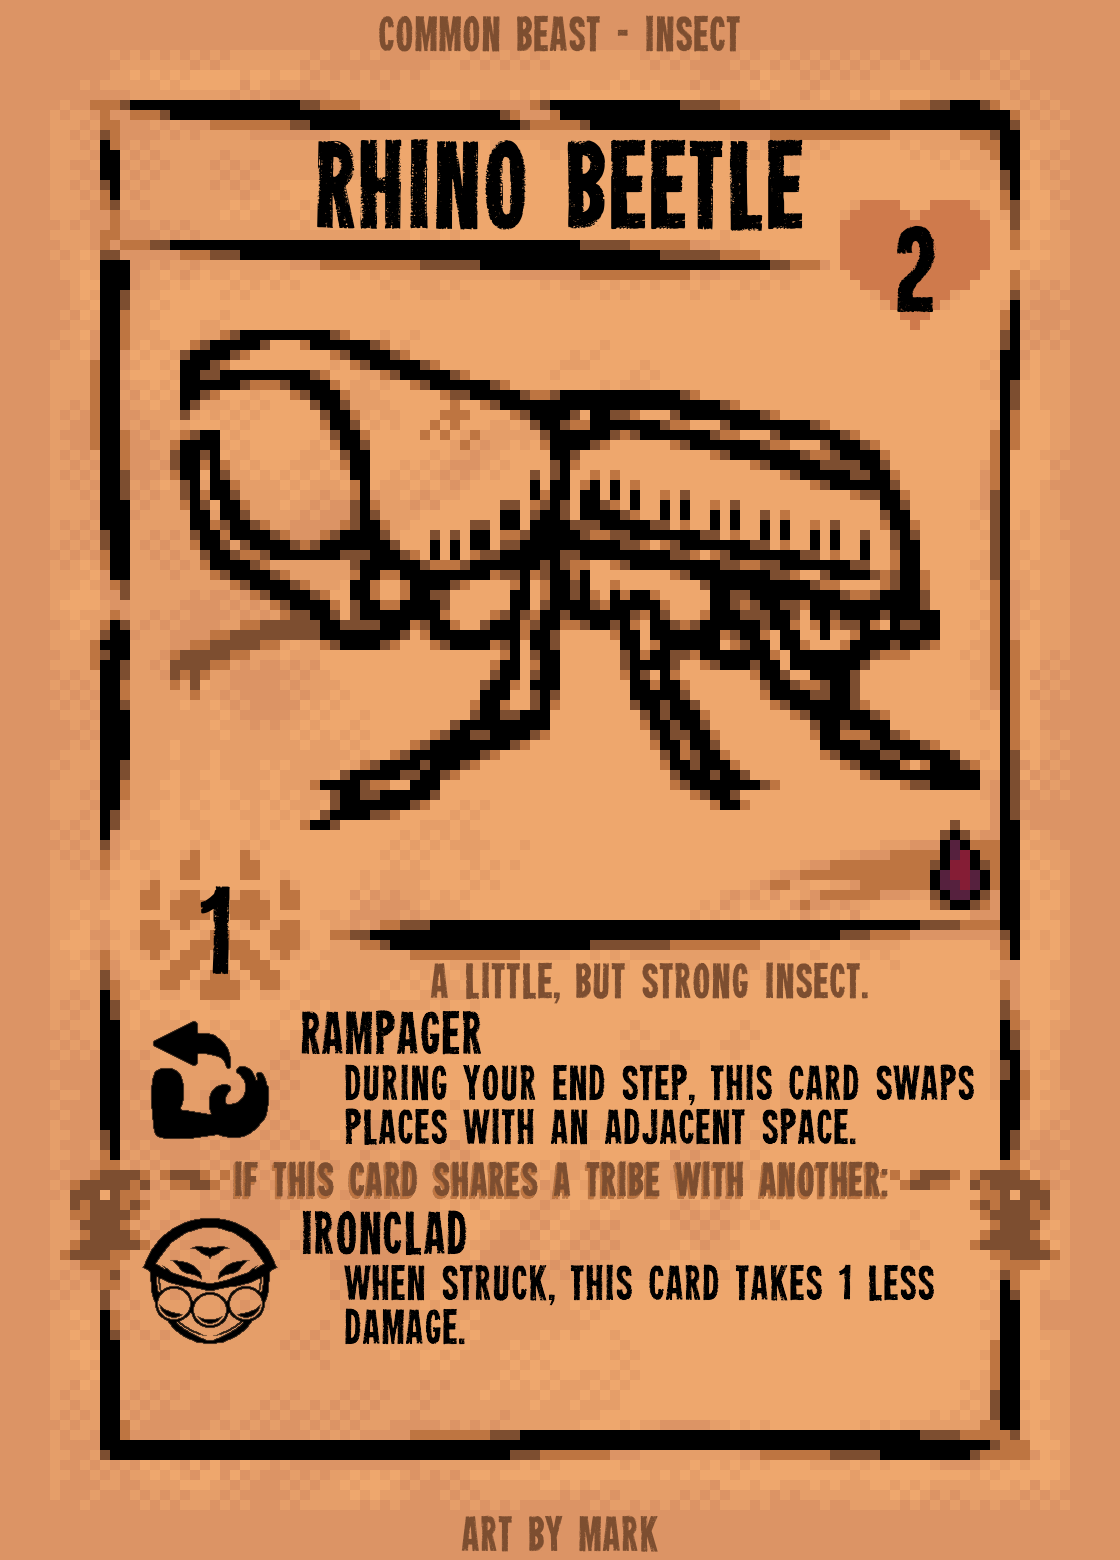 COMMON BEAST - INSECT
RHINO BEETLE
2
1
A LITTLE, BUT STRONG INSECT.
RAMPAGER
DURING YOUR END STEP, THIS CARD SWAPS
PLACES WITH AN ADJACENT SPACE.
IF THIS CARD SHARES A TRIBE WITH ANOTHER:
IRONCLAD
WHEN STRUCK, THIS CARD TAKES 1 LESS
DAMAGE.
ART BY MARK